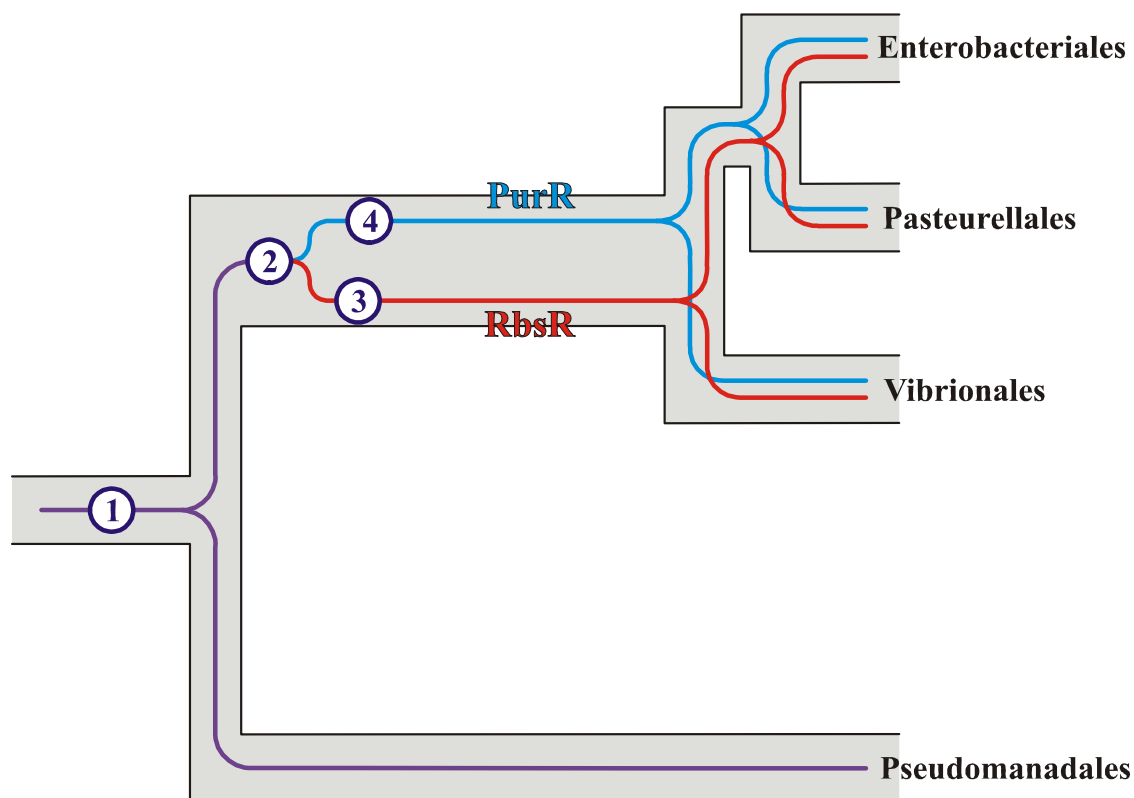 Enterobacteriales
PurR
4
Pasteurellales
2
3
RbsR
Vibrionales
1
Pseudomanadales